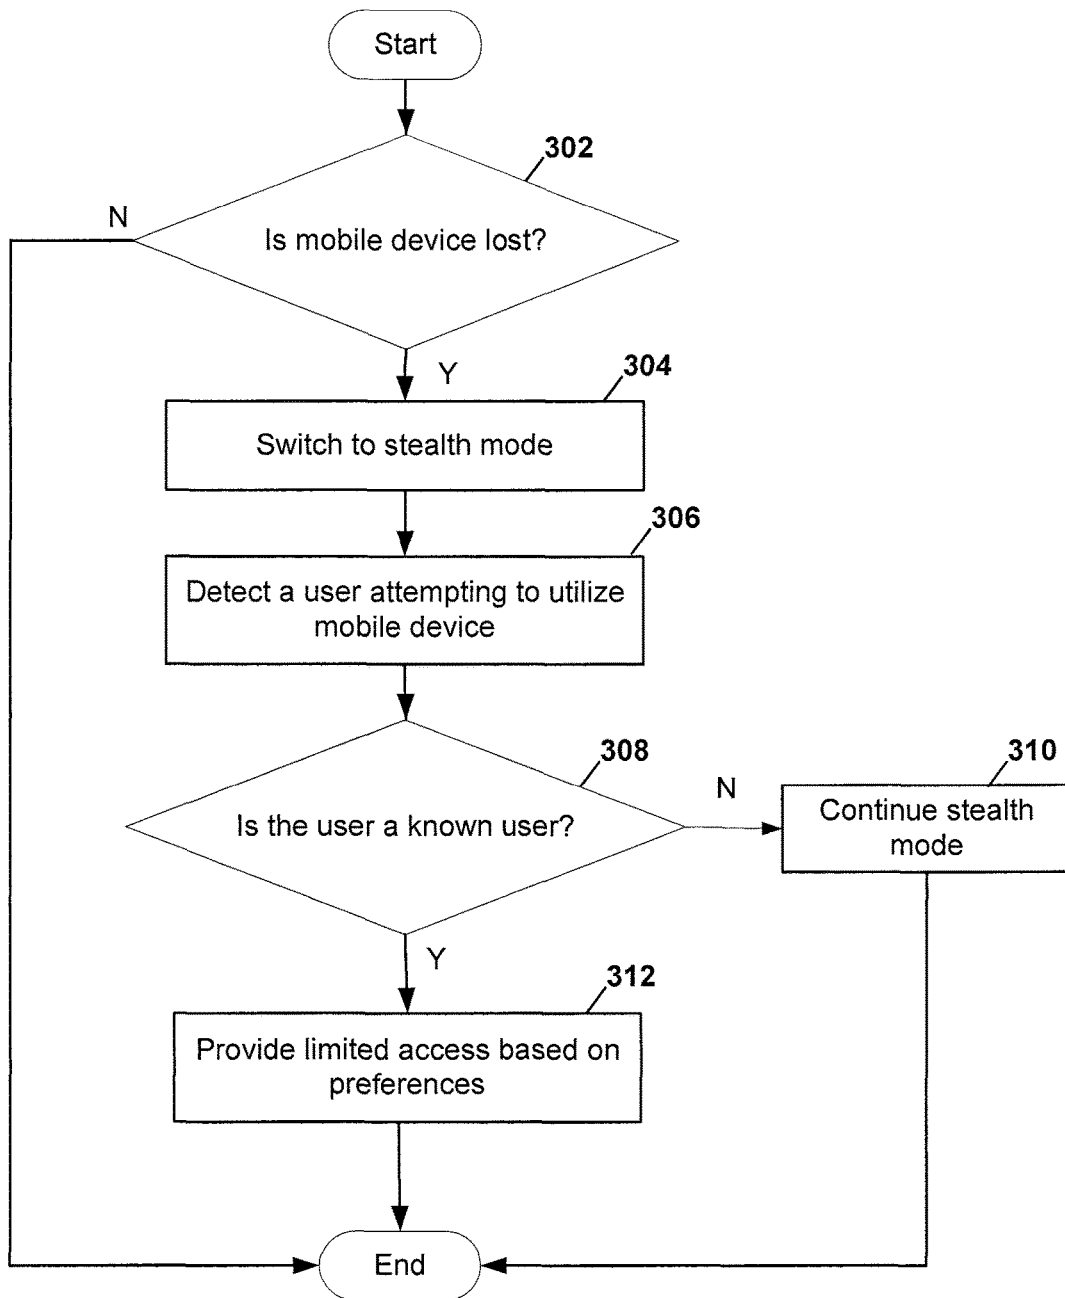 Start
302
N
Is mobile device lost?
Y
304
Switch to stealth mode
306
Detect a user attempting to utilize
mobile device
308
Is the user a known user?
N
310
Continue stealth
mode
Y
312
Provide limited access based on
preferences
End